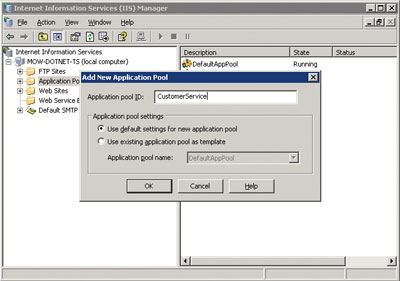 Internet Information Services (IIS) Manager
File Action View Window Help
Internet Information Services
MOW-DOTNET-TS (local computer)
FTP Sites
Application Po
Web Sites
Web Service E
Default SMTP
Description State Status
DefaultAppPool Running
Add New Application Pool
Application pool ID: CustomerService
Application pool settings
Use default settings for new application pool
Use existing application pool as template
Application pool name: DefaultAppPool
OK Cancel Help